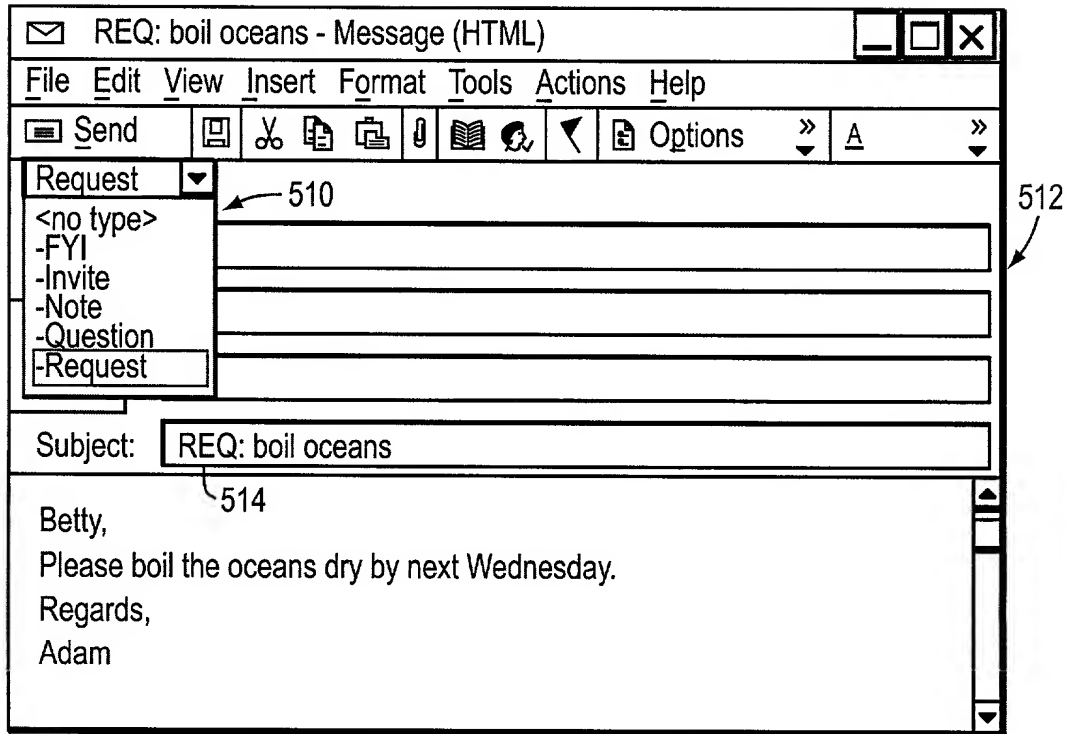 REQ: boil oceans - Message (HTML)
File Edit View Insert Format Tools Actions Help
Send Options » A »
Request
510
512
<no type>
-FYI
-Invite
-Note
-Question
-Request
Subject: REQ: boil oceans
514
Betty,
Please boil the oceans dry by next Wednesday.
Regards,
Adam